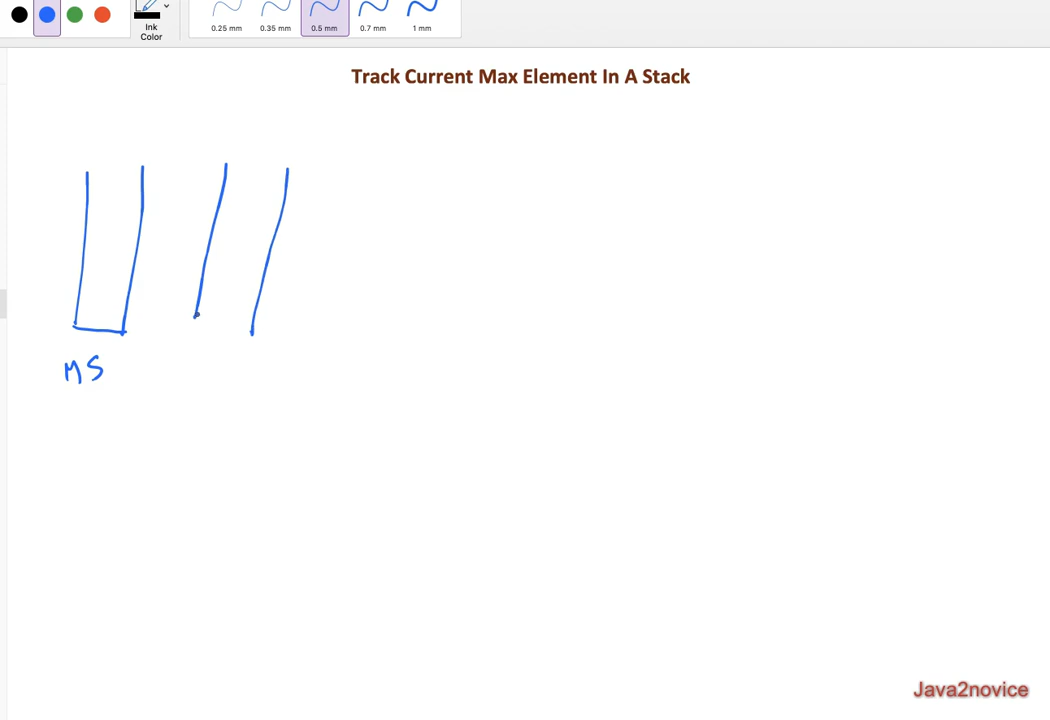 Ink
Color
0.25 mm
0.35 mm
0.5 mm
0.7 mm
1 mm
Track Current Max Element In A Stack
MS
Java2novice